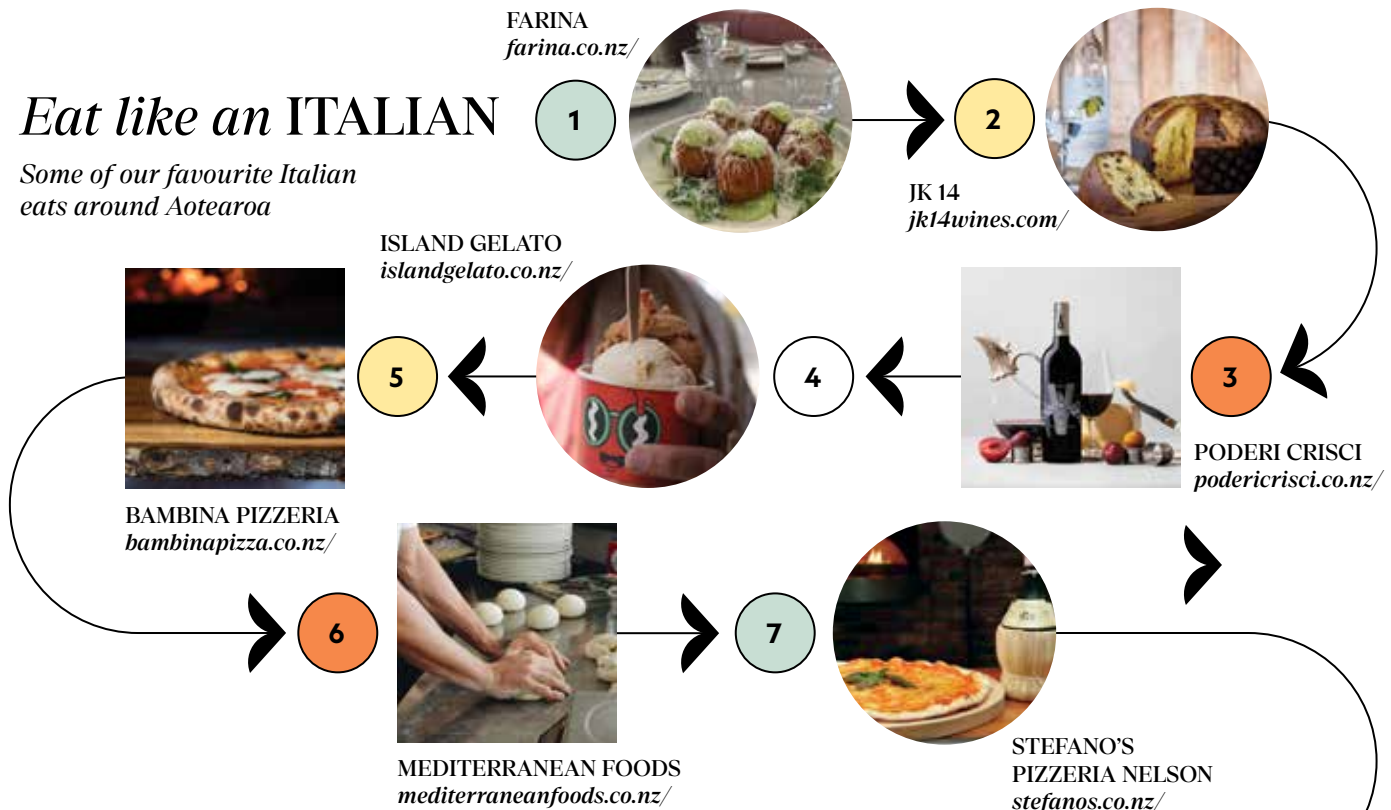 Eat like an ITALIAN
Some of our favourite Italian
eats around Aotearoa
FARINA
farina.co.nz/
1
2
JK 14
jk14wines.com/
3
PODERI CRISCI
podericrisci.co.nz/
4
ISLAND GELATO
islandgelato.co.nz/
5
BAMBINA PIZZERIA
bambinapizza.co.nz/
6
MEDITERRANEAN FOODS
mediterraneanfoods.co.nz/
7
STEFANO'S
PIZZERIA NELSON
stefanos.co.nz/